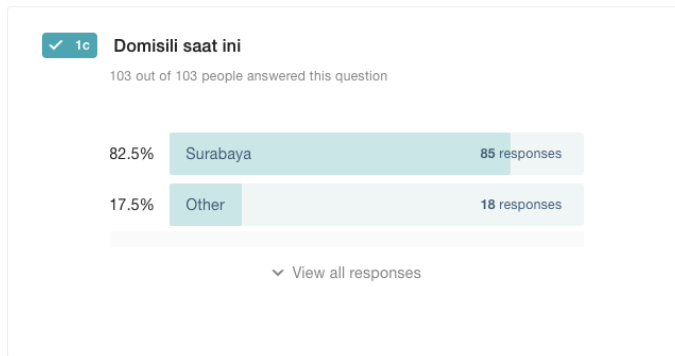 1c Domisili saat ini
103 out of 103 people answered this question
82.5% Surabaya 85 responses
17.5% Other 18 responses
View all responses